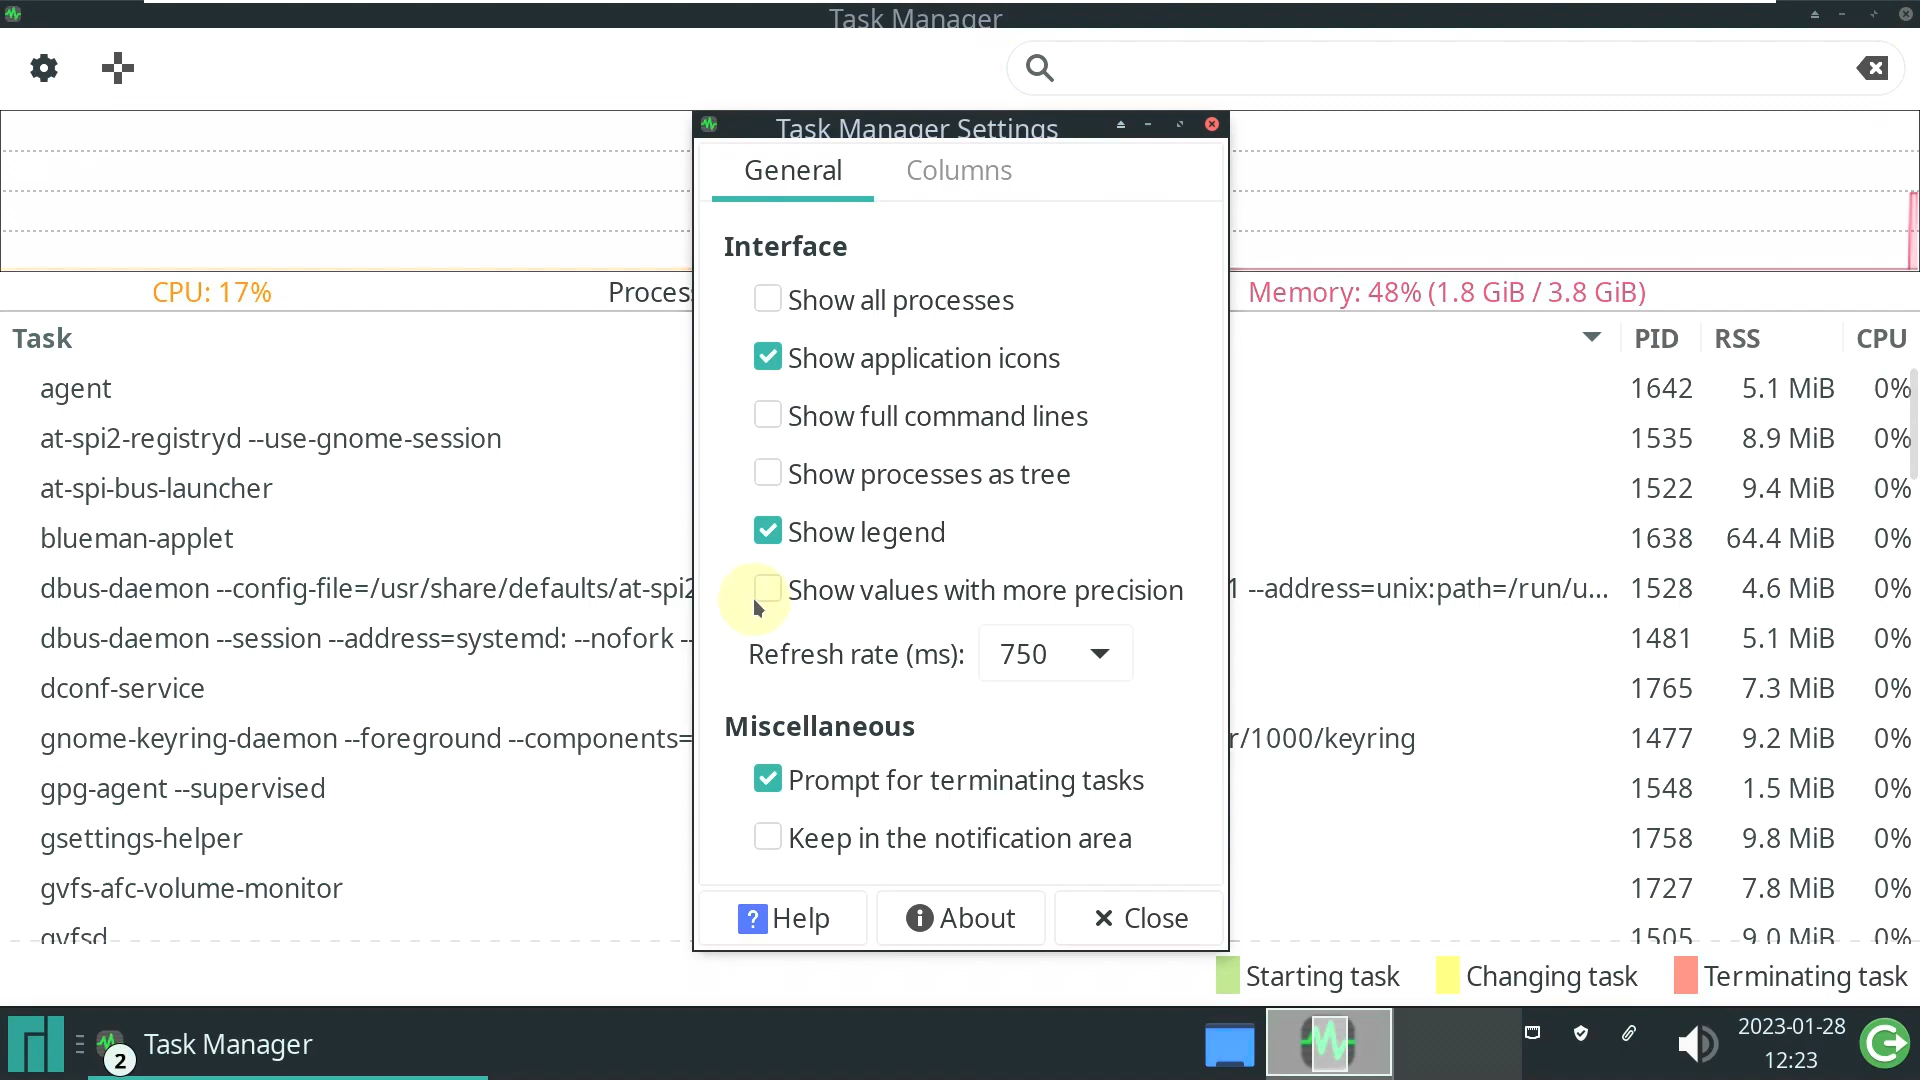 Task Manager
Task Manager Settings
General Columns
Interface
Show all processes
Show application icons
Show full command lines
Show processes as tree
Show legend
Show values with more precision
Refresh rate (ms): 750
Miscellaneous
Prompt for terminating tasks
Keep in the notification area
? Help About Close
CPU: 17% Process Memory: 48% (1.8 GiB / 3.8 GiB)
Task PID RSS CPU
agent 1642 5.1 MiB 0%
at-spi2-registryd --use-gnome-session 1535 8.9 MiB 0%
at-spi-bus-launcher 1522 9.4 MiB 0%
blueman-applet 1638 64.4 MiB 0%
dbus-daemon --config-file=/usr/share/defaults/at-spi2 1 --address=unix:path=/run/u... 1528 4.6 MiB 0%
dbus-daemon --session --address=systemd: --nofork -- 1481 5.1 MiB 0%
dconf-service 1765 7.3 MiB 0%
gnome-keyring-daemon --foreground --components= r/1000/keyring 1477 9.2 MiB 0%
gpg-agent --supervised 1548 1.5 MiB 0%
gsettings-helper 1758 9.8 MiB 0%
gvfs-afc-volume-monitor 1727 7.8 MiB 0%
gvfsd 1505 9.0 MiB 0%
Starting task Changing task Terminating task
2 Task Manager 2023-01-28
12:23